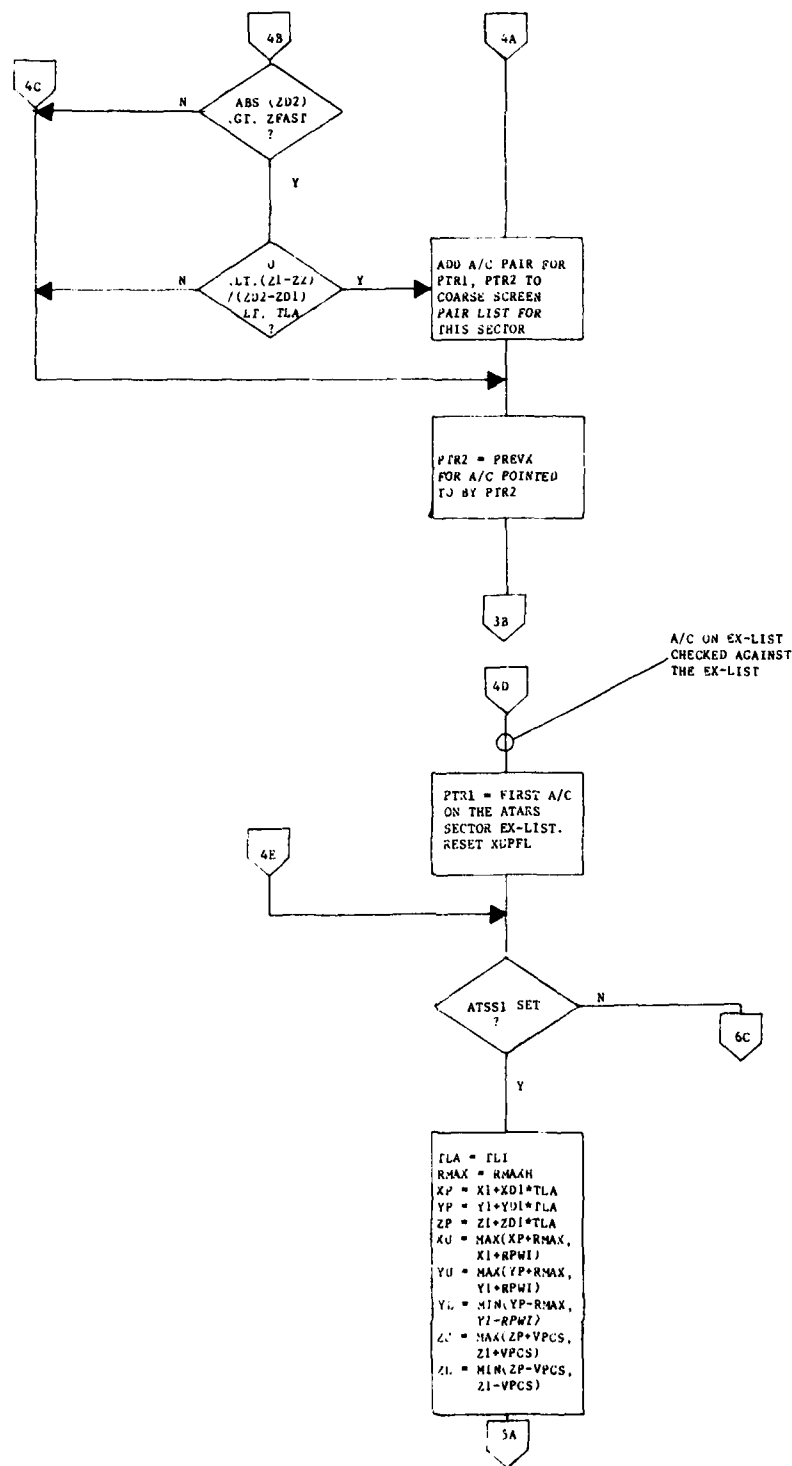 4B
4A
4C
N
ABS (ZD2)
.GT. ZFAST
?
Y
0
.LT.(Z1-Z2)
/(ZD2-ZD1)
.LT. TLA
?
N
Y
ADD A/C PAIR FOR
PTR1, PTR2 TO
COARSE SCREEN
PAIR LIST FOR
THIS SECTOR
PTR2 = PREVX
FOR A/C POINTED
TO BY PTR2
3B
A/C ON EX-LIST
CHECKED AGAINST
THE EX-LIST
4D
PTR1 = FIRST A/C
ON THE ATARS
SECTOR EX-LIST.
RESET XUPFL
4E
ATSS1 SET
?
N
6C
Y
TLA = TLI
RMAX = RMAXH
XP = X1+XD1*TLA
YP = Y1+YD1*TLA
ZP = Z1+ZD1*TLA
XU = MAX(XP+RMAX,
X1+RPWI)
YU = MAX(YP+RMAX,
Y1+RPWI)
YL = MIN(YP-RMAX,
Y1-RPWI)
ZU = MAX(ZP+VPCS,
Z1+VPCS)
ZL = MIN(ZP-VPCS,
Z1-VPCS)
5A